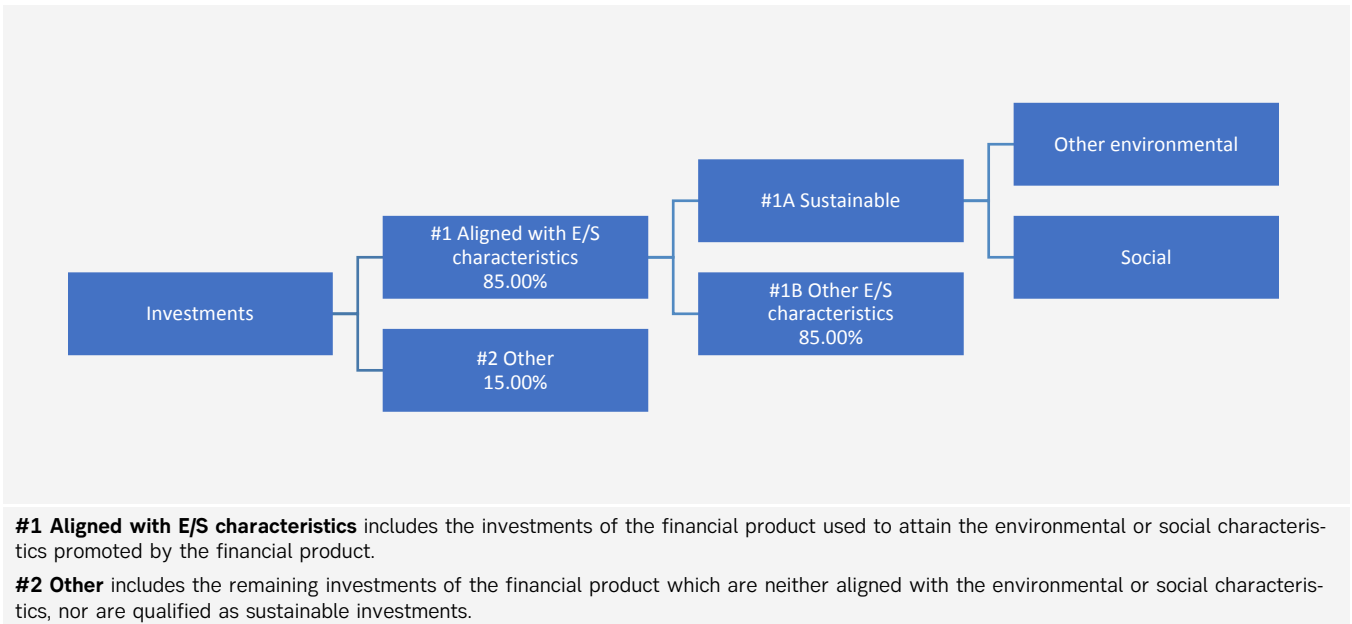 Other environmental
#1A Sustainable
#1 Aligned with E/S
characteristics
85.00%
Social
#1B Other E/S
characteristics
85.00%
Investments
#2 Other
15.00%
#1 Aligned with E/S characteristics includes the investments of the financial product used to attain the environmental or social characteris-
tics promoted by the financial product.
#2 Other includes the remaining investments of the financial product which are neither aligned with the environmental or social characteris-
tics, nor are qualified as sustainable investments.